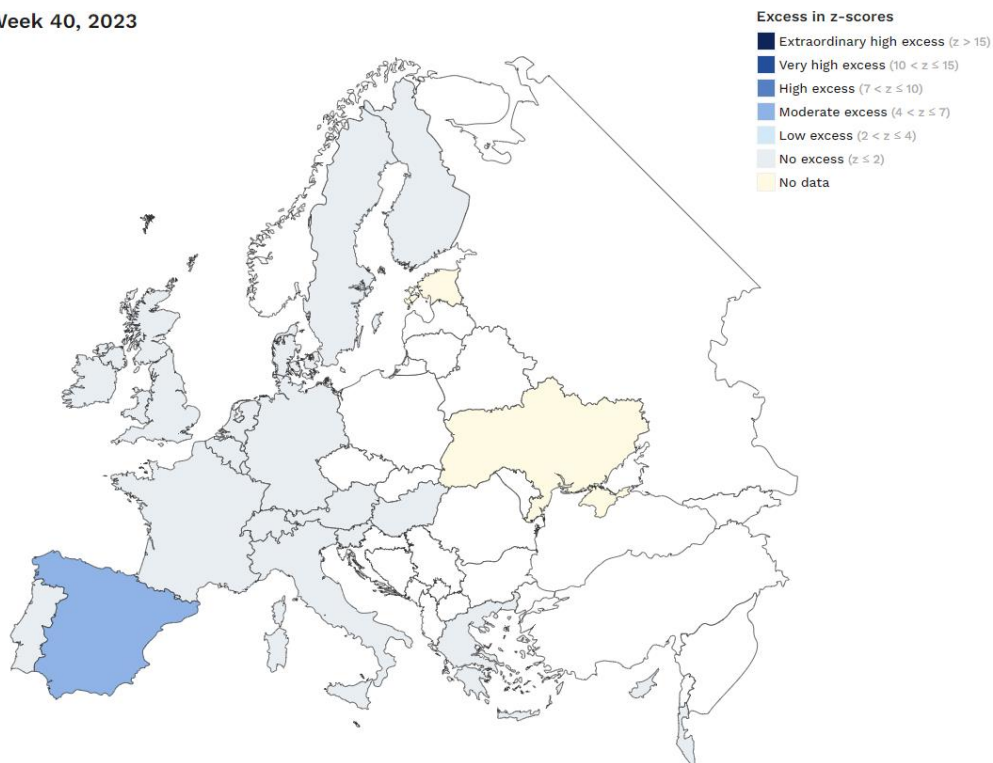 Week 40, 2023
Excess in z-scores
Extraordinary high excess (z > 15)
Very high excess (10 < z ≤ 15)
High excess (7 < z ≤ 10)
Moderate excess (4 < z ≤ 7)
Low excess (2 < z ≤ 4)
No excess (z ≤ 2)
No data